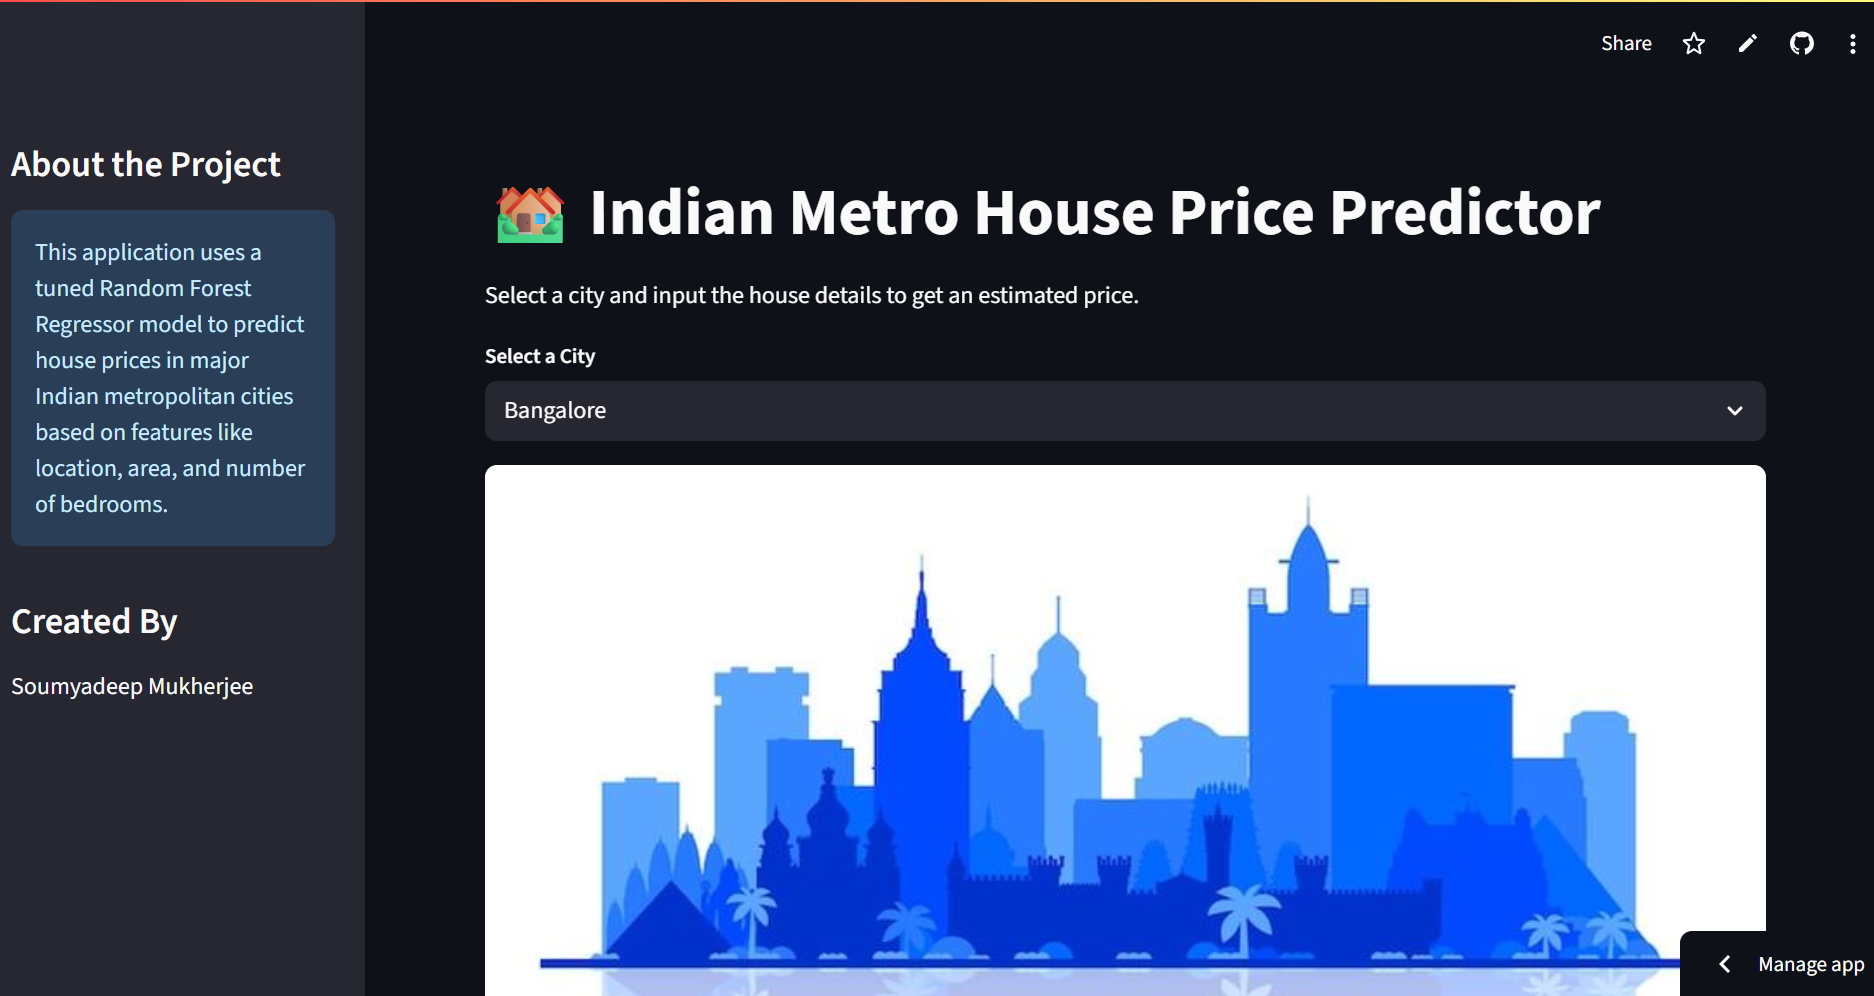 Share
About the Project
This application uses a
tuned Random Forest
Regressor model to predict
house prices in major
Indian metropolitan cities
based on features like
location, area, and number
of bedrooms.
Created By
Soumyadeep Mukherjee
Indian Metro House Price Predictor
Select a city and input the house details to get an estimated price.
Select a City
Bangalore
Manage app